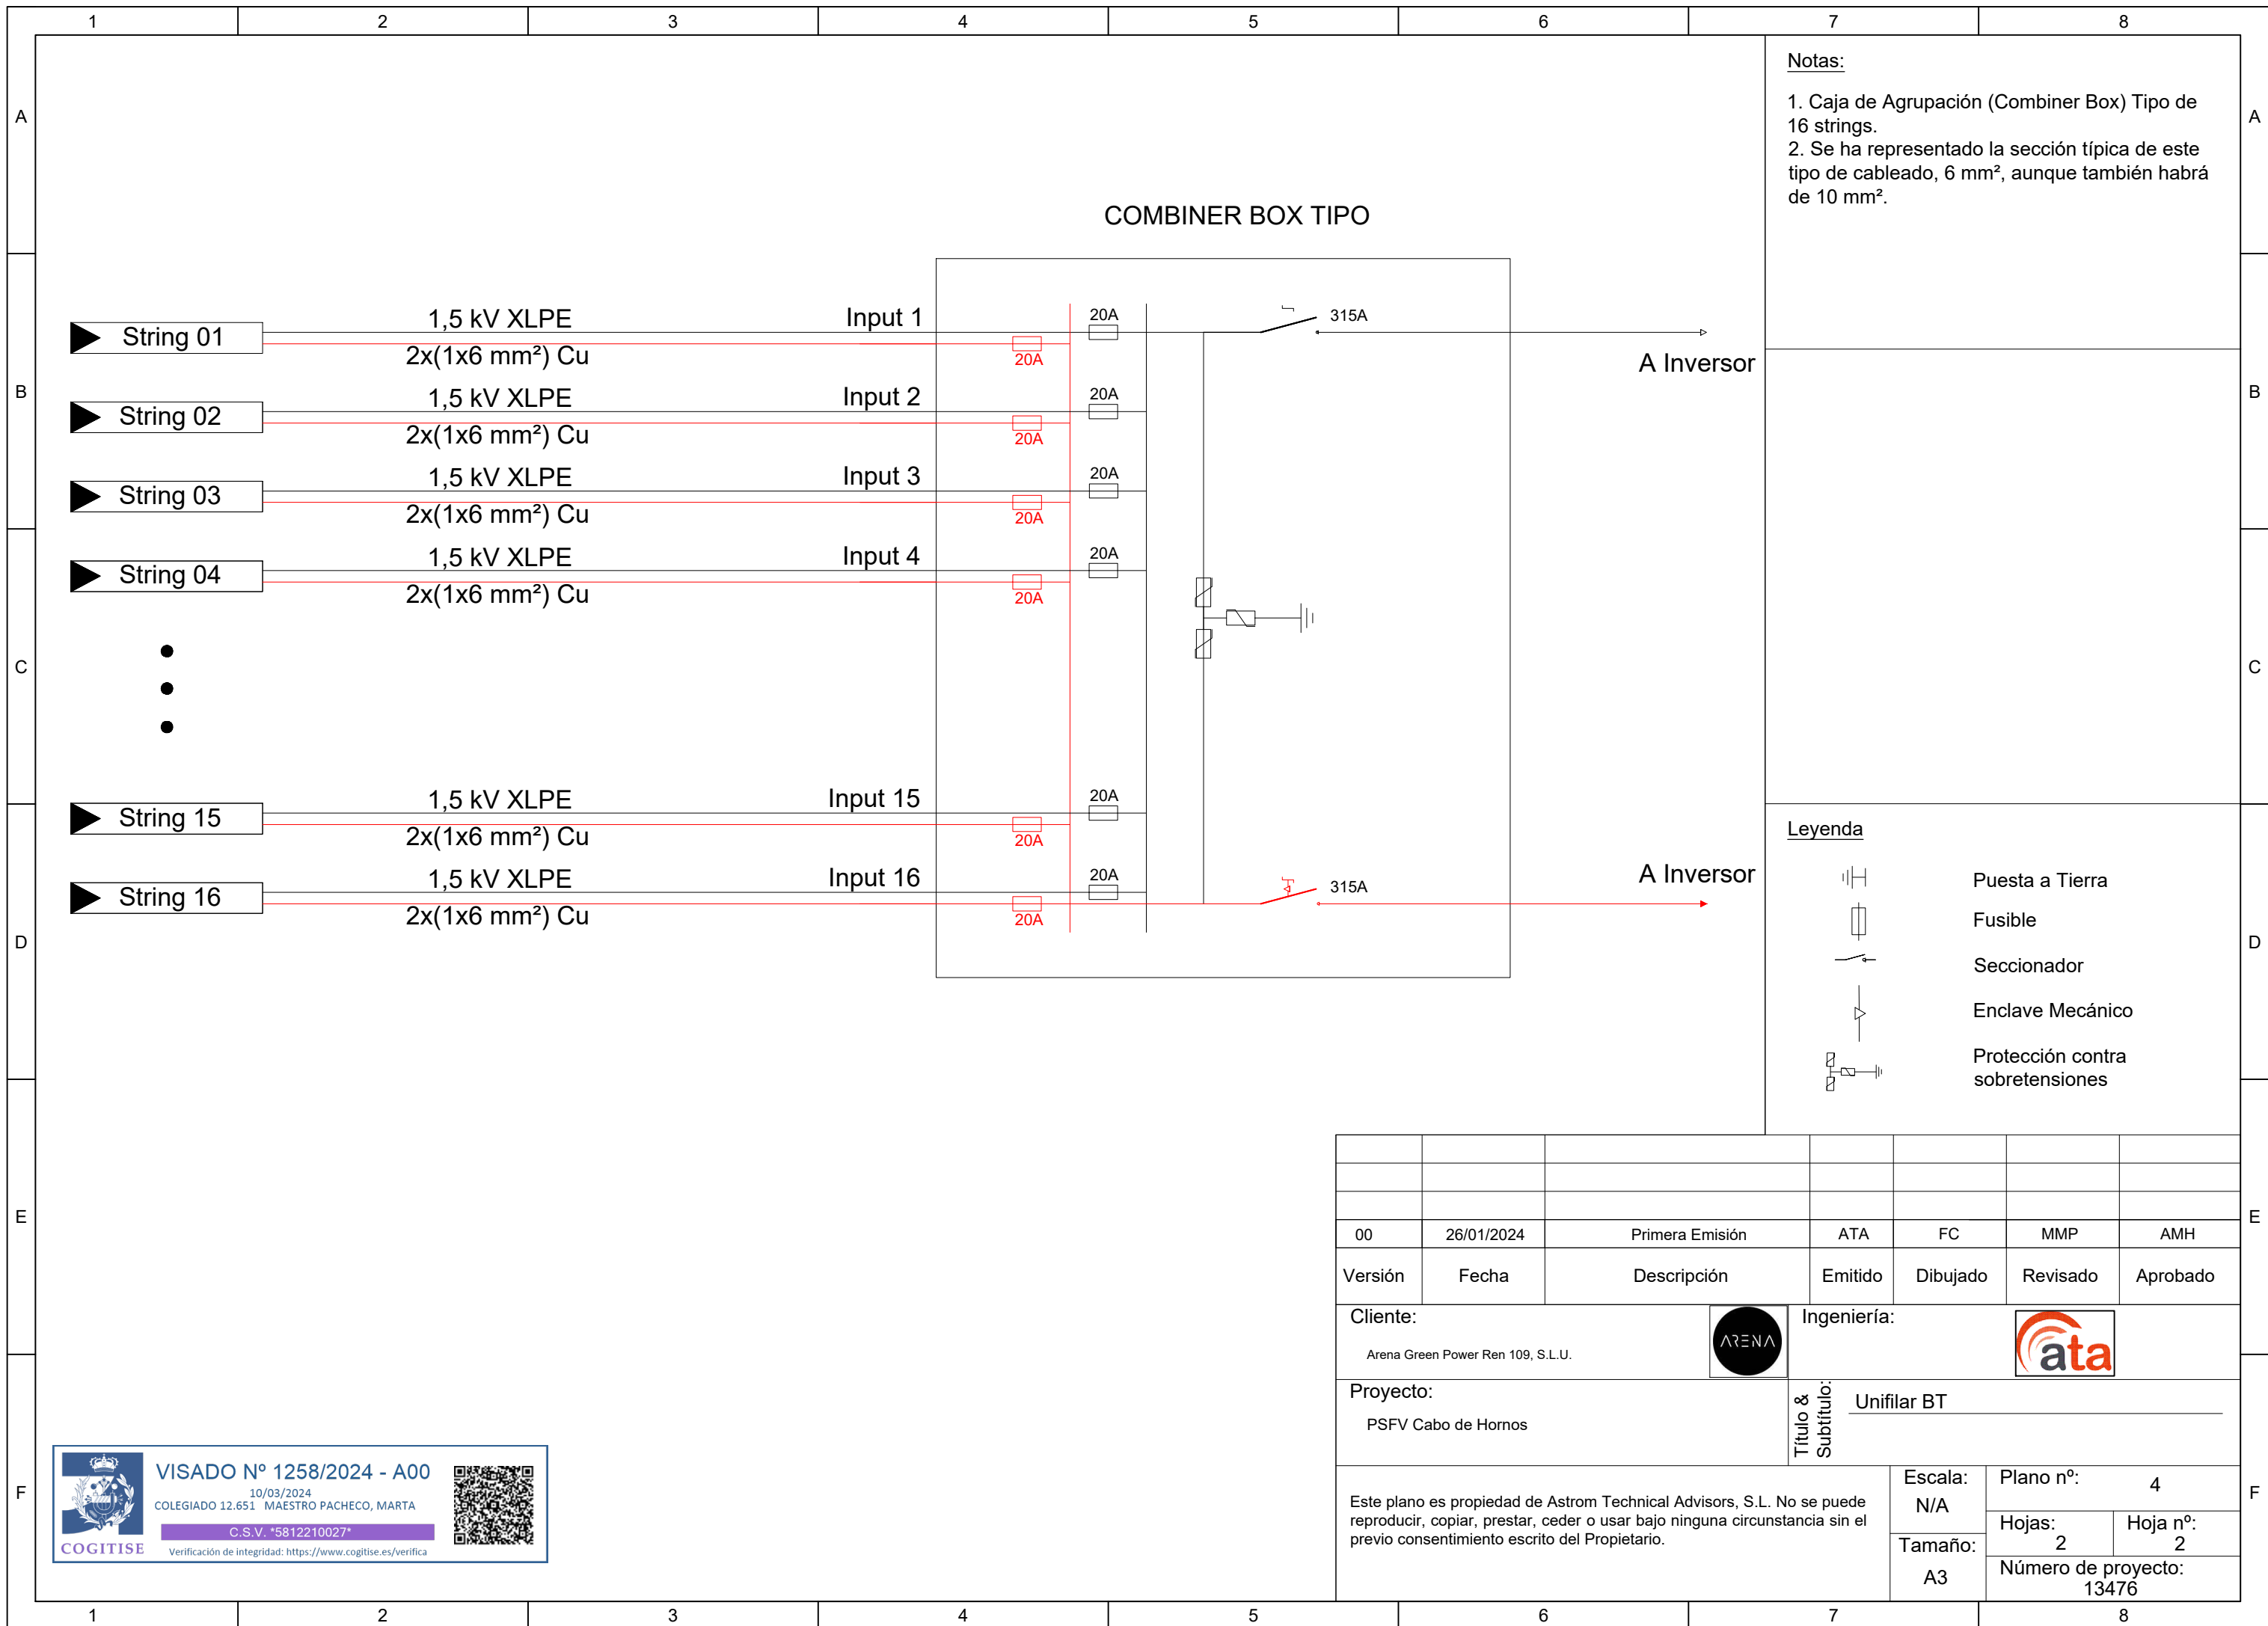 1 2 3 4 5 6 7 8
A A
B B
C C
D D
E E
F F
COMBINER BOX TIPO
String 01
1,5 kV XLPE
2x(1x6 mm²) Cu
Input 1
20A
20A
315A
A Inversor
String 02
1,5 kV XLPE
2x(1x6 mm²) Cu
Input 2
20A
20A
String 03
1,5 kV XLPE
2x(1x6 mm²) Cu
Input 3
20A
20A
String 04
1,5 kV XLPE
2x(1x6 mm²) Cu
Input 4
20A
20A
String 15
1,5 kV XLPE
2x(1x6 mm²) Cu
Input 15
20A
20A
String 16
1,5 kV XLPE
2x(1x6 mm²) Cu
Input 16
20A
20A
315A
A Inversor
Notas:
1. Caja de Agrupación (Combiner Box) Tipo de
16 strings.
2. Se ha representado la sección típica de este
tipo de cableado, 6 mm², aunque también habrá
de 10 mm².
Leyenda
Puesta a Tierra
Fusible
Seccionador
Enclave Mecánico
Protección contra
sobretensiones
00 26/01/2024 Primera Emisión ATA FC MMP AMH
Versión Fecha Descripción Emitido Dibujado Revisado Aprobado
Cliente:
Arena Green Power Ren 109, S.L.U.
ARENA
Ingeniería:
ata
Proyecto:
PSFV Cabo de Hornos
Título &
Subtítulo:
Unifilar BT
Este plano es propiedad de Astrom Technical Advisors, S.L. No se puede
reproducir, copiar, prestar, ceder o usar bajo ninguna circunstancia sin el
previo consentimiento escrito del Propietario.
Escala:
N/A
Tamaño:
A3
Plano nº:
4
Hojas:
2
Hoja nº:
2
Número de proyecto:
13476
COGITISE
VISADO Nº 1258/2024 - A00
10/03/2024
COLEGIADO 12.651 MAESTRO PACHECO, MARTA
C.S.V. *5812210027*
Verificación de integridad: https://www.cogitise.es/verifica
1 2 3 4 5 6 7 8